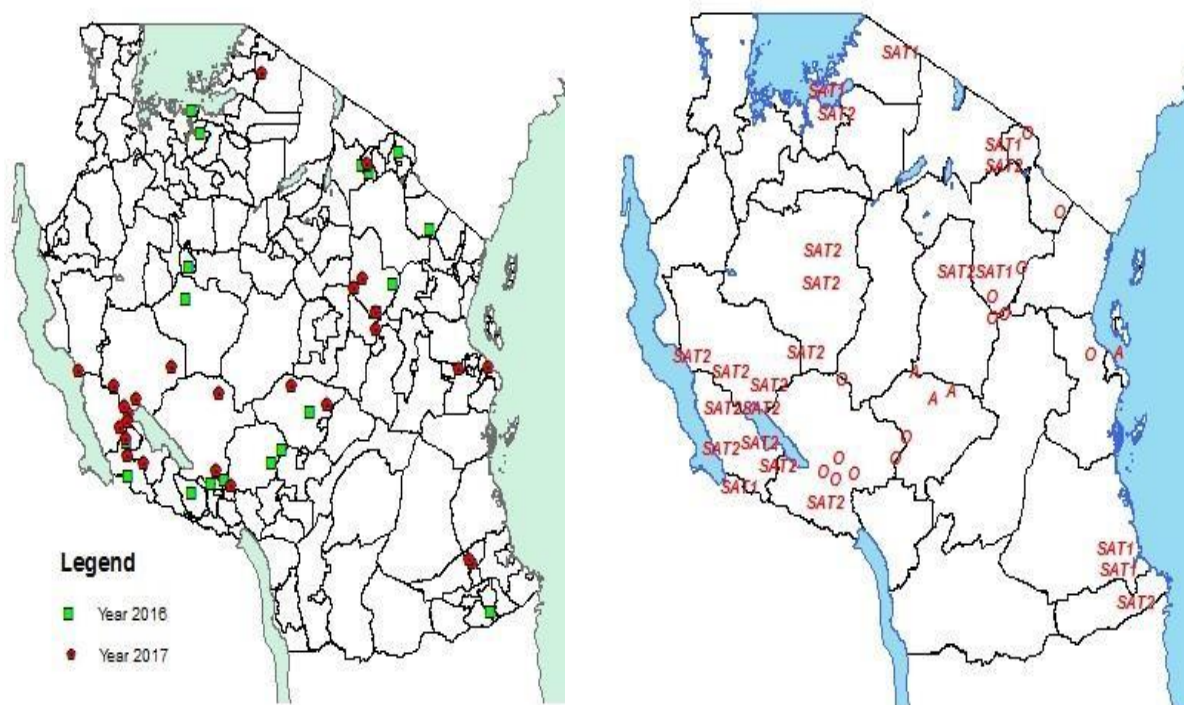 Legend
Year 2016
Year 2017
SAT1
SAT1
SAT2
O
SAT1
SAT2
O
SAT2
SAT2 SAT1 O
SAT2
O
O O
SAT2 SAT2 O A
SAT2 A
SAT2 O
A A
SAT2 SAT2
O
SAT2 SAT2
SAT2 O O
O O O
SAT1
SAT2
SAT1
SAT1
SAT2